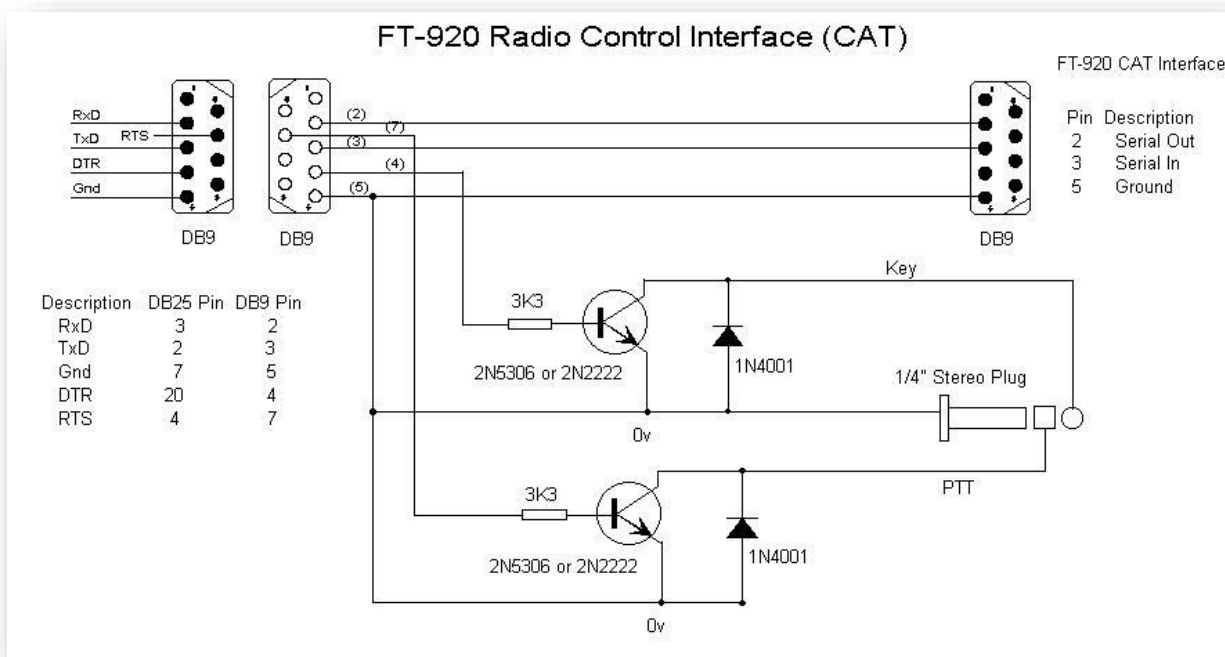 FT-920 Radio Control Interface (CAT)
FT-920 CAT Interface
Pin Description
2 Serial Out
3 Serial In
5 Ground
RxD
TxD
RTS
DTR
Gnd
DB9
DB9
(2)
(7)
(3)
(4)
(5)
DB9
Description DB25 Pin DB9 Pin
RxD 3 2
TxD 2 3
Gnd 7 5
DTR 20 4
RTS 4 7
Key
3K3
2N5306 or 2N2222
1N4001
1/4" Stereo Plug
0v
3K3
PTT
2N5306 or 2N2222
1N4001
0v